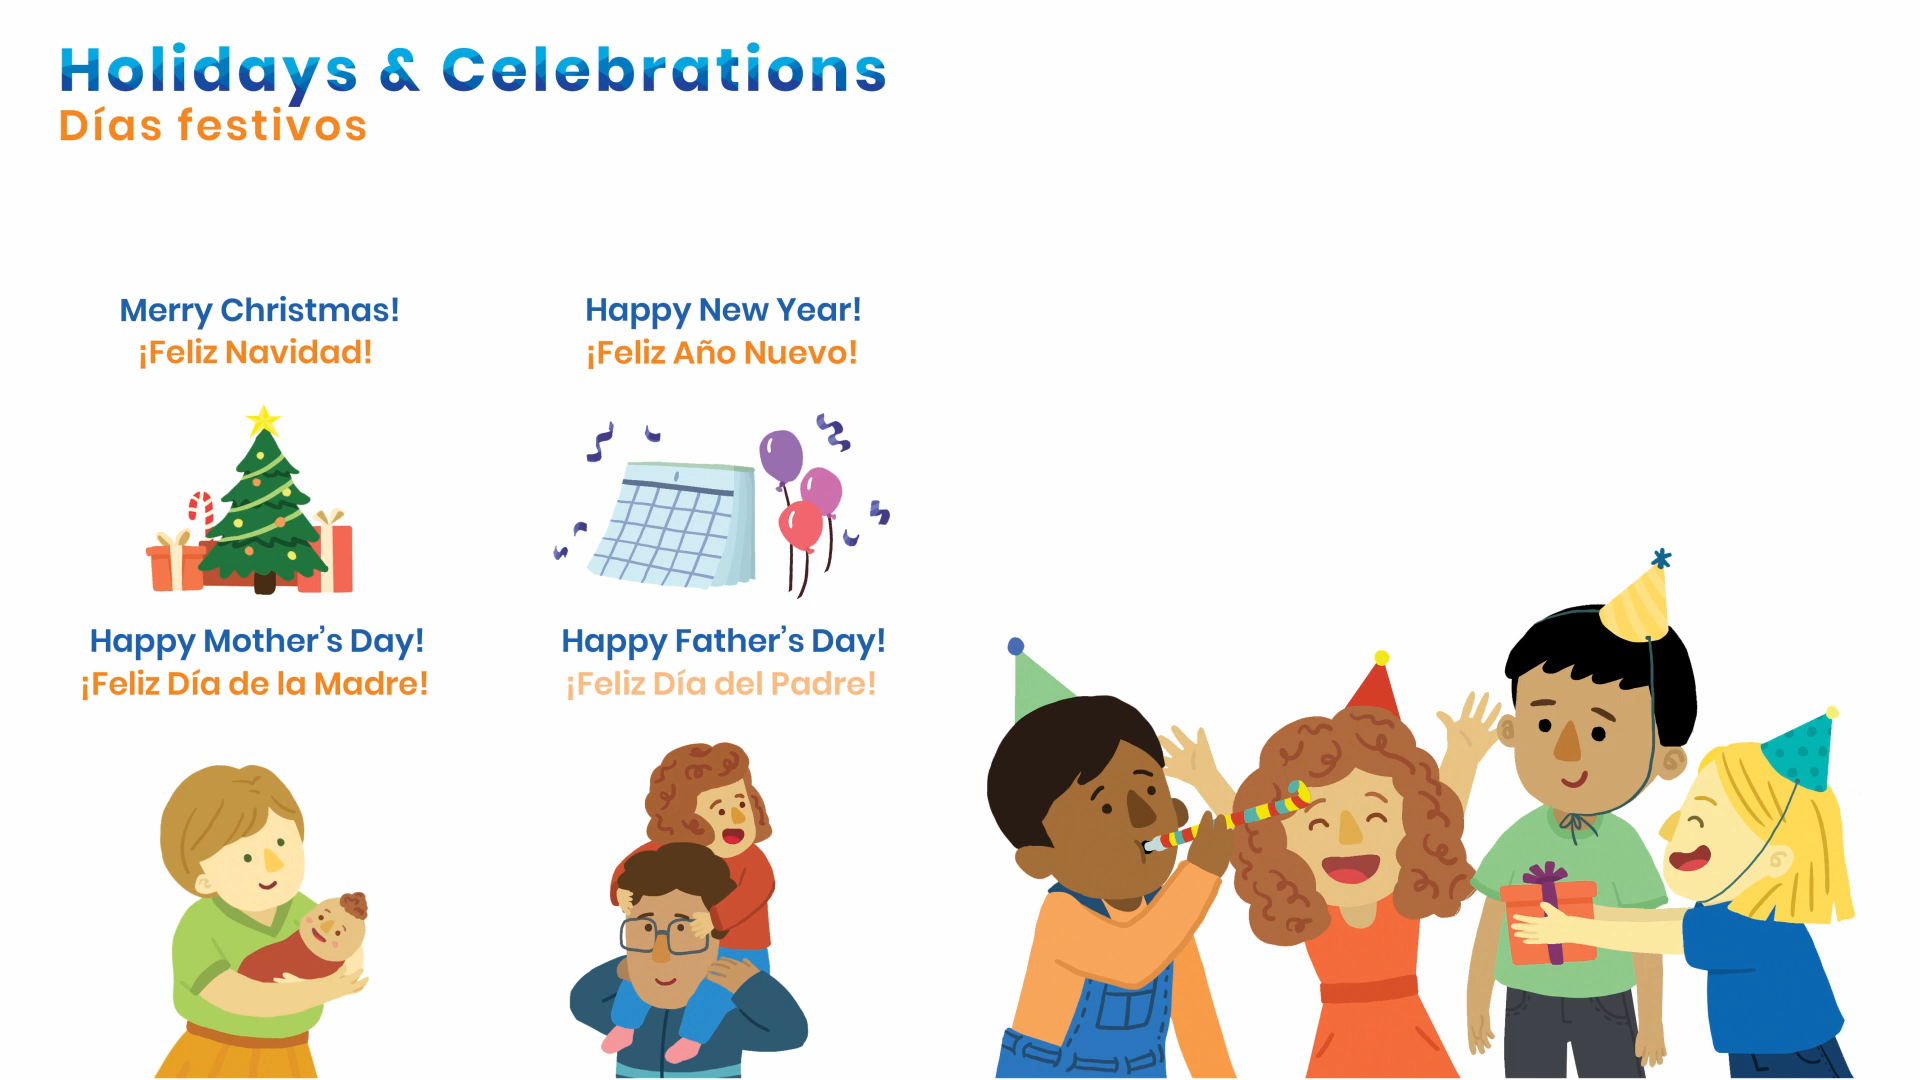 Holidays & Celebrations
Días festivos
Merry Christmas!
¡Feliz Navidad!
Happy New Year!
¡Feliz Año Nuevo!
Happy Mother’s Day!
¡Feliz Día de la Madre!
Happy Father’s Day!
¡Feliz Día del Padre!